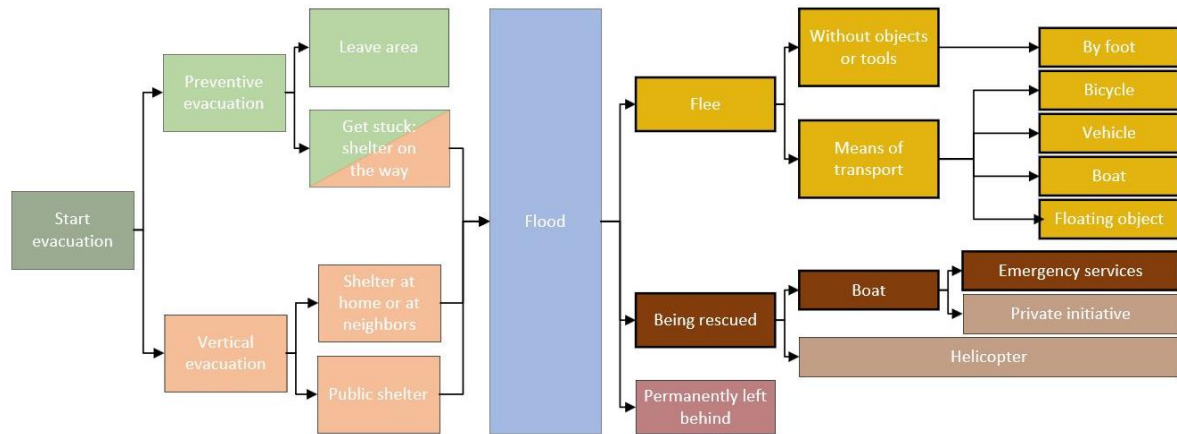 Start
evacuation
Preventive
evacuation
Leave area
Get stuck:
shelter on
the way
Vertical
evacuation
Shelter at
home or at
neighbors
Public shelter
Flood
Flee
Without objects
or tools
By foot
Means of
transport
Bicycle
Vehicle
Boat
Floating object
Being rescued
Boat
Emergency services
Private initiative
Helicopter
Permanently left
behind